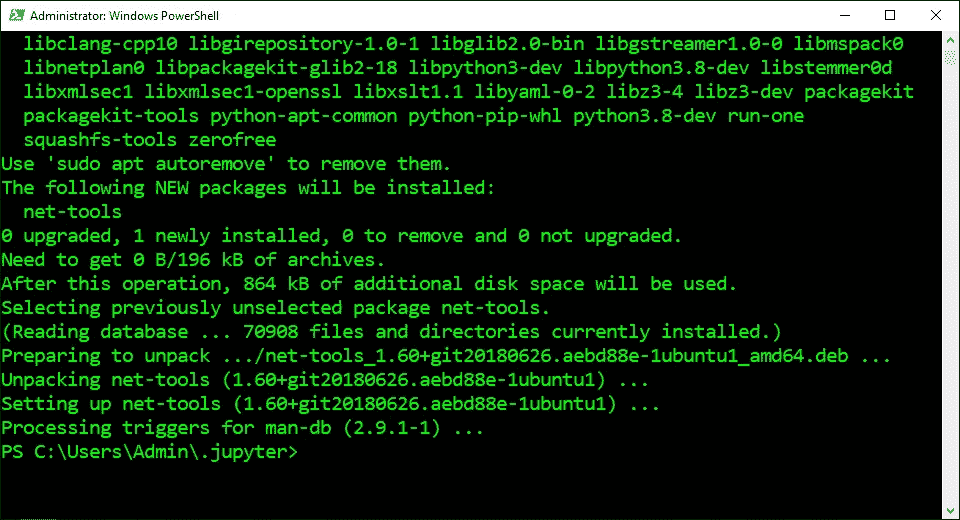 Administrator: Windows PowerShell
libclang-cpp10 libgirepository-1.0-1 libglib2.0-bin libgstreamer1.0-0 libmspack0
libnetplan0 libpackagekit-glib2-18 libpython3-dev libpython3.8-dev libstemmer0d
libxmlsec1 libxmlsec1-openssl libxslt1.1 libyaml-0-2 libz3-4 libz3-dev packagekit
packagekit-tools python-apt-common python-pip-whl python3.8-dev run-one
squashfs-tools zerofree
Use 'sudo apt autoremove' to remove them.
The following NEW packages will be installed:
net-tools
0 upgraded, 1 newly installed, 0 to remove and 0 not upgraded.
Need to get 0 B/196 kB of archives.
After this operation, 864 kB of additional disk space will be used.
Selecting previously unselected package net-tools.
(Reading database ... 70908 files and directories currently installed.)
Preparing to unpack .../net-tools_1.60+git20180626.aebd88e-1ubuntu1_amd64.deb ...
Unpacking net-tools (1.60+git20180626.aebd88e-1ubuntu1) ...
Setting up net-tools (1.60+git20180626.aebd88e-1ubuntu1) ...
Processing triggers for man-db (2.9.1-1) ...
PS C:\Users\Admin\.jupyter>